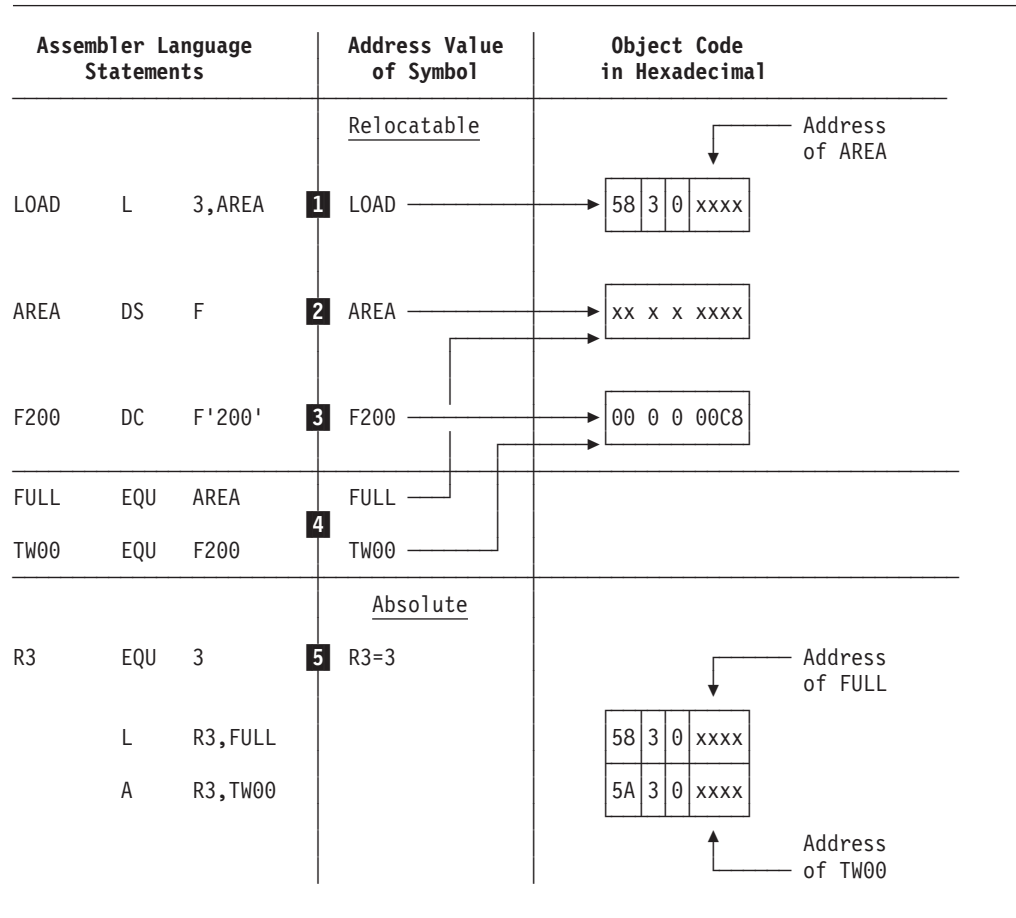 Assembler Language Address Value Object Code
Statements of Symbol in Hexadecimal
Relocatable Address
of AREA
LOAD L 3,AREA 1 LOAD 58 3 0 xxxx
AREA DS F 2 AREA xx x x xxxx
F200 DC F'200' 3 F200 00 0 0 00C8
FULL EQU AREA FULL
4
TW00 EQU F200 TW00
Absolute
R3 EQU 3 5 R3=3 Address
of FULL
L R3,FULL 58 3 0 xxxx
A R3,TW00 5A 3 0 xxxx
Address
of TW00